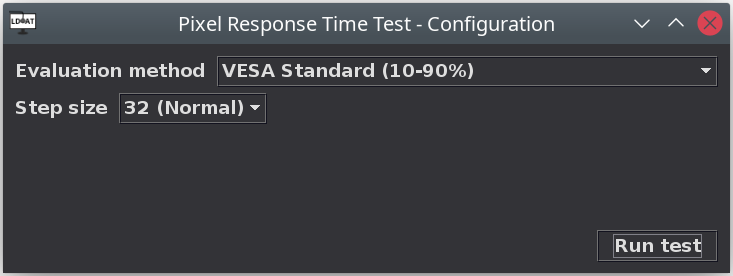 LDAT
Pixel Response Time Test - Configuration
Evaluation method VESA Standard (10-90%)
Step size 32 (Normal)
Run test